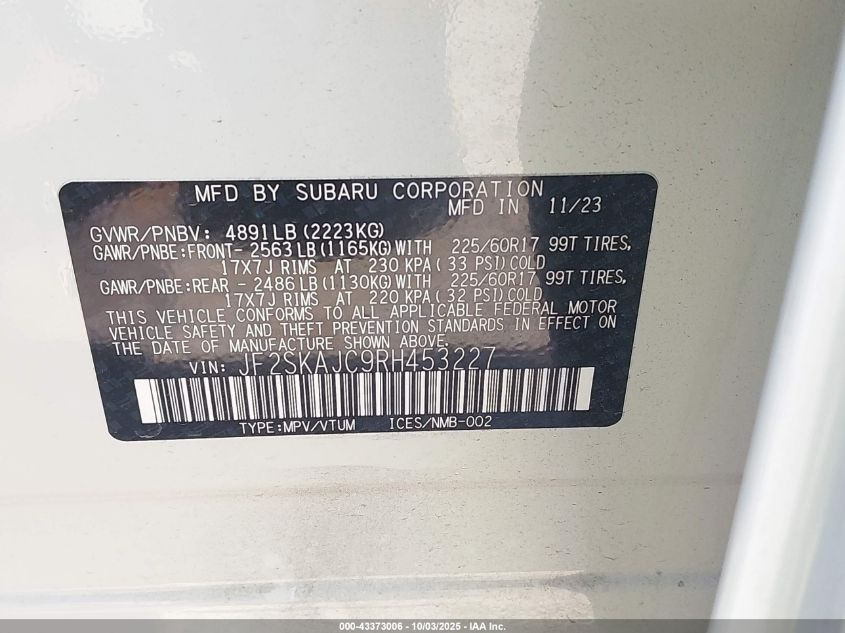 MFD BY SUBARU CORPORATION
MFD IN 11/23
GVWR/PNBV: 4891LB (2223KG)
GAWR/PNBE:FRONT- 2563LB (1165KG) WITH 225/60R17 99T TIRES,
17X7J RIMS AT 230 KPA ( 33 PSI) COLD
GAWR/PNBE:REAR - 2486LB (1130KG) WITH 225/60R17 99T TIRES,
17X7J RIMS AT 220 KPA ( 32 PSI) COLD
THIS VEHICLE CONFORMS TO ALL APPLICABLE FEDERAL MOTOR
VEHICLE SAFETY AND THEFT PREVENTION STANDARDS IN EFFECT ON
THE DATE OF MANUFACTURE SHOWN ABOVE.
VIN: JF2SKAJC9RH453227
TYPE:MPV/VTUM ICES/NMB-002
000-43373006 - 10/03/2025 - IAA Inc.